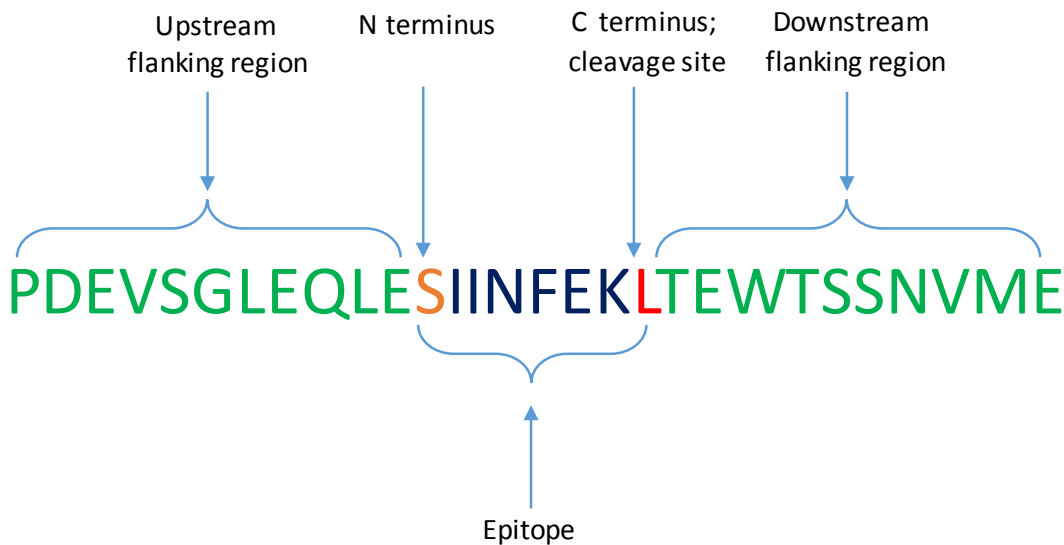 Upstream
flanking region
N terminus
C terminus;
cleavage site
Downstream
flanking region
PDEVSGLEQLESIINFEKLTEWTSSNVME
Epitope